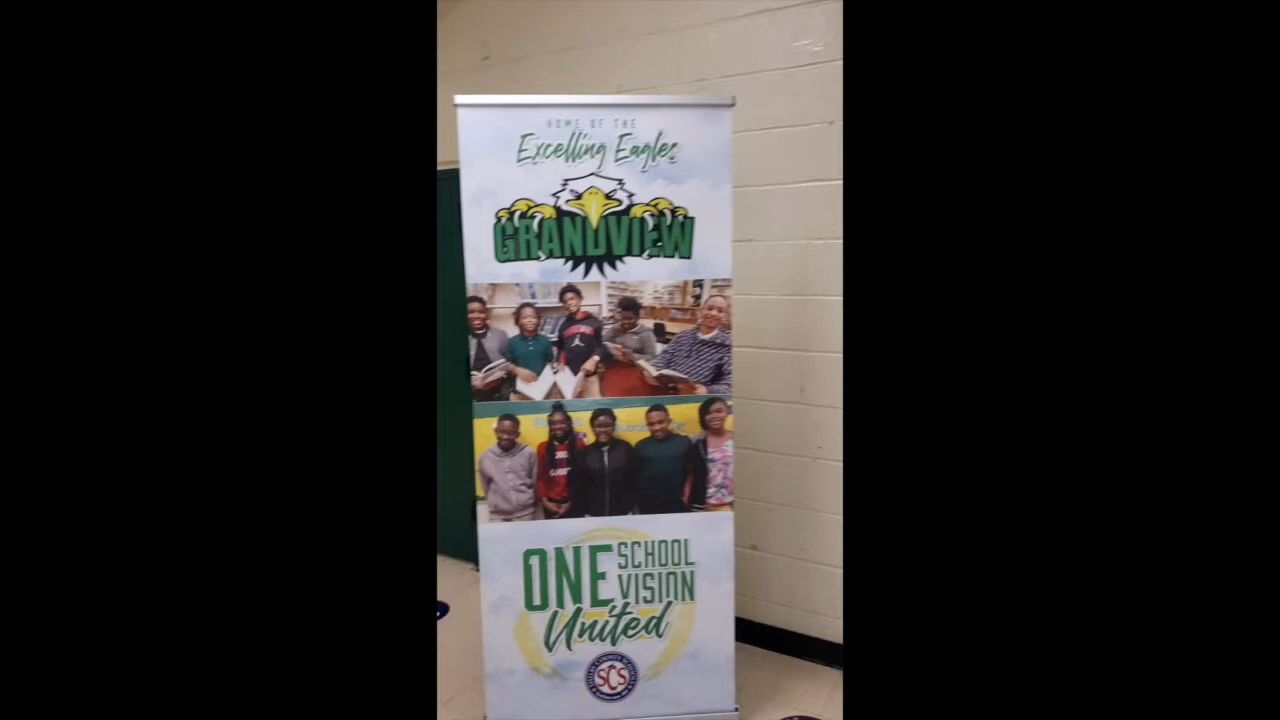 HOME OF THE
Excelling Eagles
GRANDVIEW
ONE SCHOOL
VISION
United
SCS